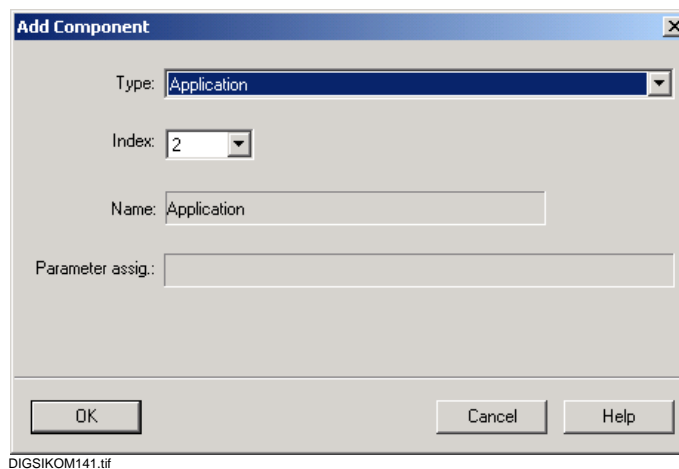 Add Component
Type: Application
Index: 2
Name: Application
Parameter assig.:
OK Cancel Help
DIGSIKOM141.tif